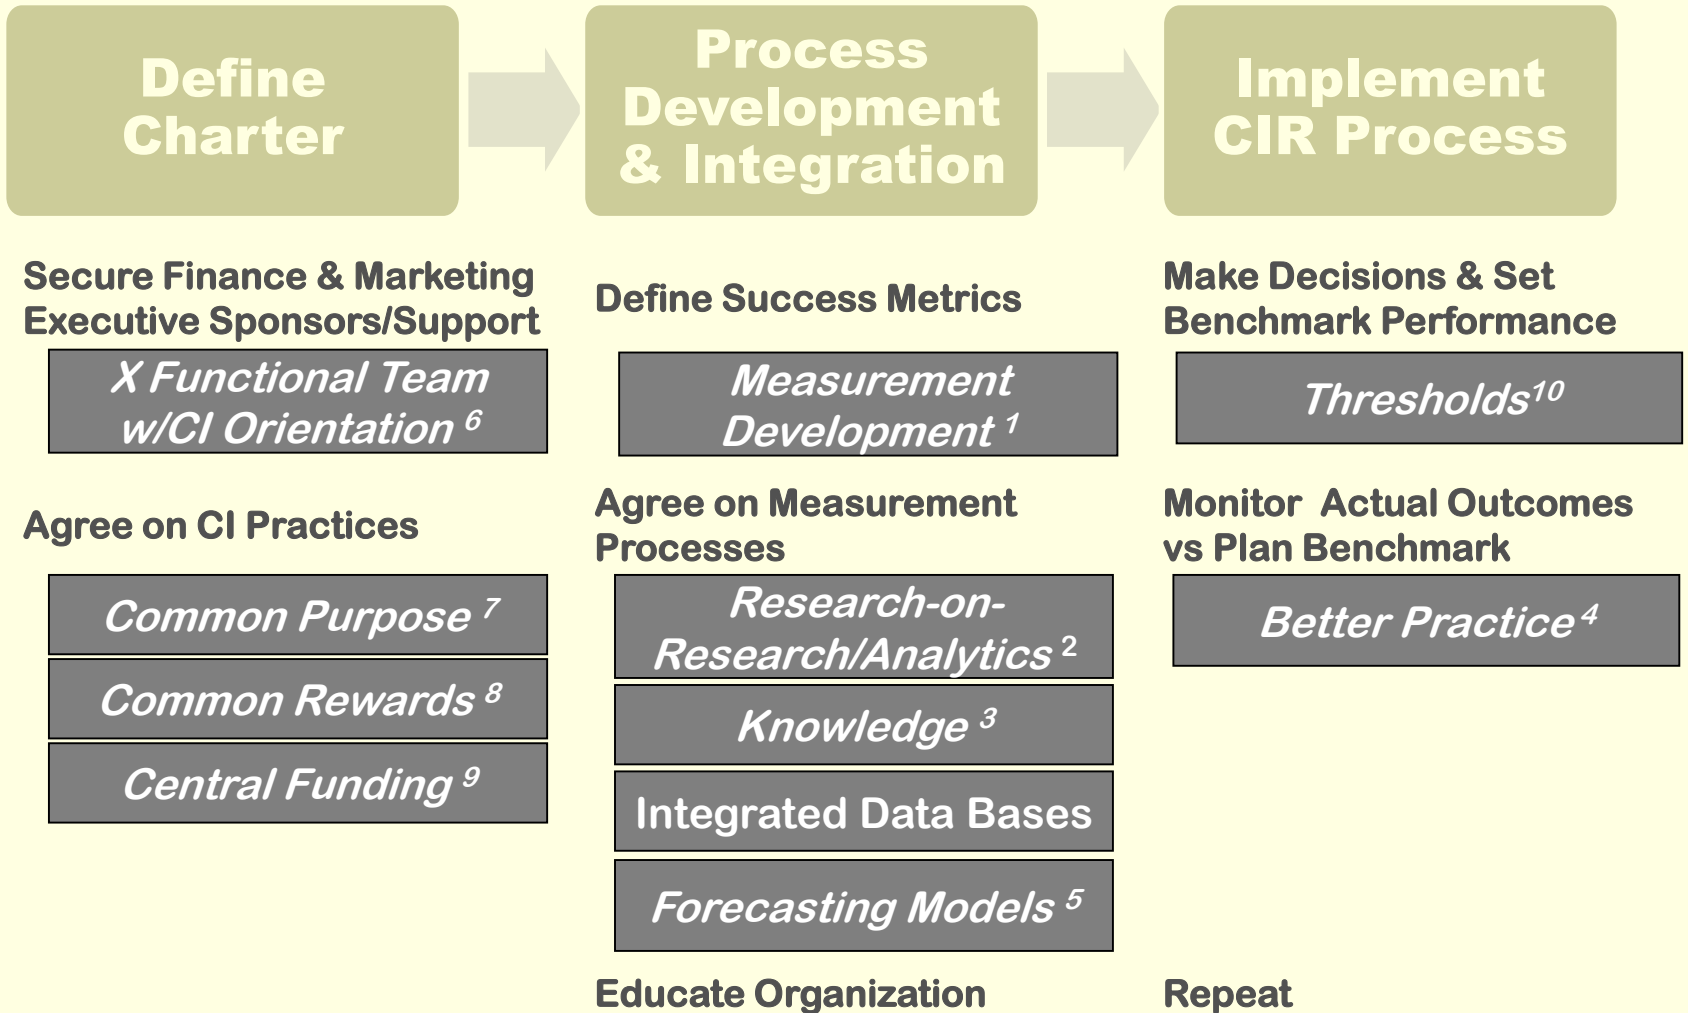 Define
Charter
Process
Development
& Integration
Implement
CIR Process
Secure Finance & Marketing
Executive Sponsors/Support
X Functional Team
w/CI Orientation 6
Agree on CI Practices
Common Purpose 7
Common Rewards 8
Central Funding 9
Define Success Metrics
Measurement
Development 1
Agree on Measurement
Processes
Research-on-
Research/Analytics 2
Knowledge 3
Integrated Data Bases
Forecasting Models 5
Educate Organization
Make Decisions & Set
Benchmark Performance
Thresholds10
Monitor Actual Outcomes
vs Plan Benchmark
Better Practice 4
Repeat